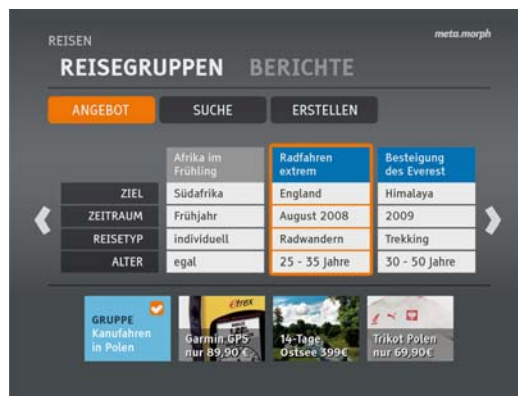 REISEN
meta.morph
REISEGRUPPEN BERICHTE
ANGEBOT SUCHE ERSTELLEN
Afrika im Frühling
Radfahren extrem
Besteigung des Everest
ZIEL Südafrika England Himalaya
ZEITRAUM Frühjahr August 2008 2009
REISETYP individuell Radwandern Trekking
ALTER egal 25 - 35 Jahre 30 - 50 Jahre
GRUPPE
Kanufahren
in Polen
etrex
Garmin GPS
nur 89,90 €
14-Tage
Ostsee 399€
Trikot Polen
nur 69,90€